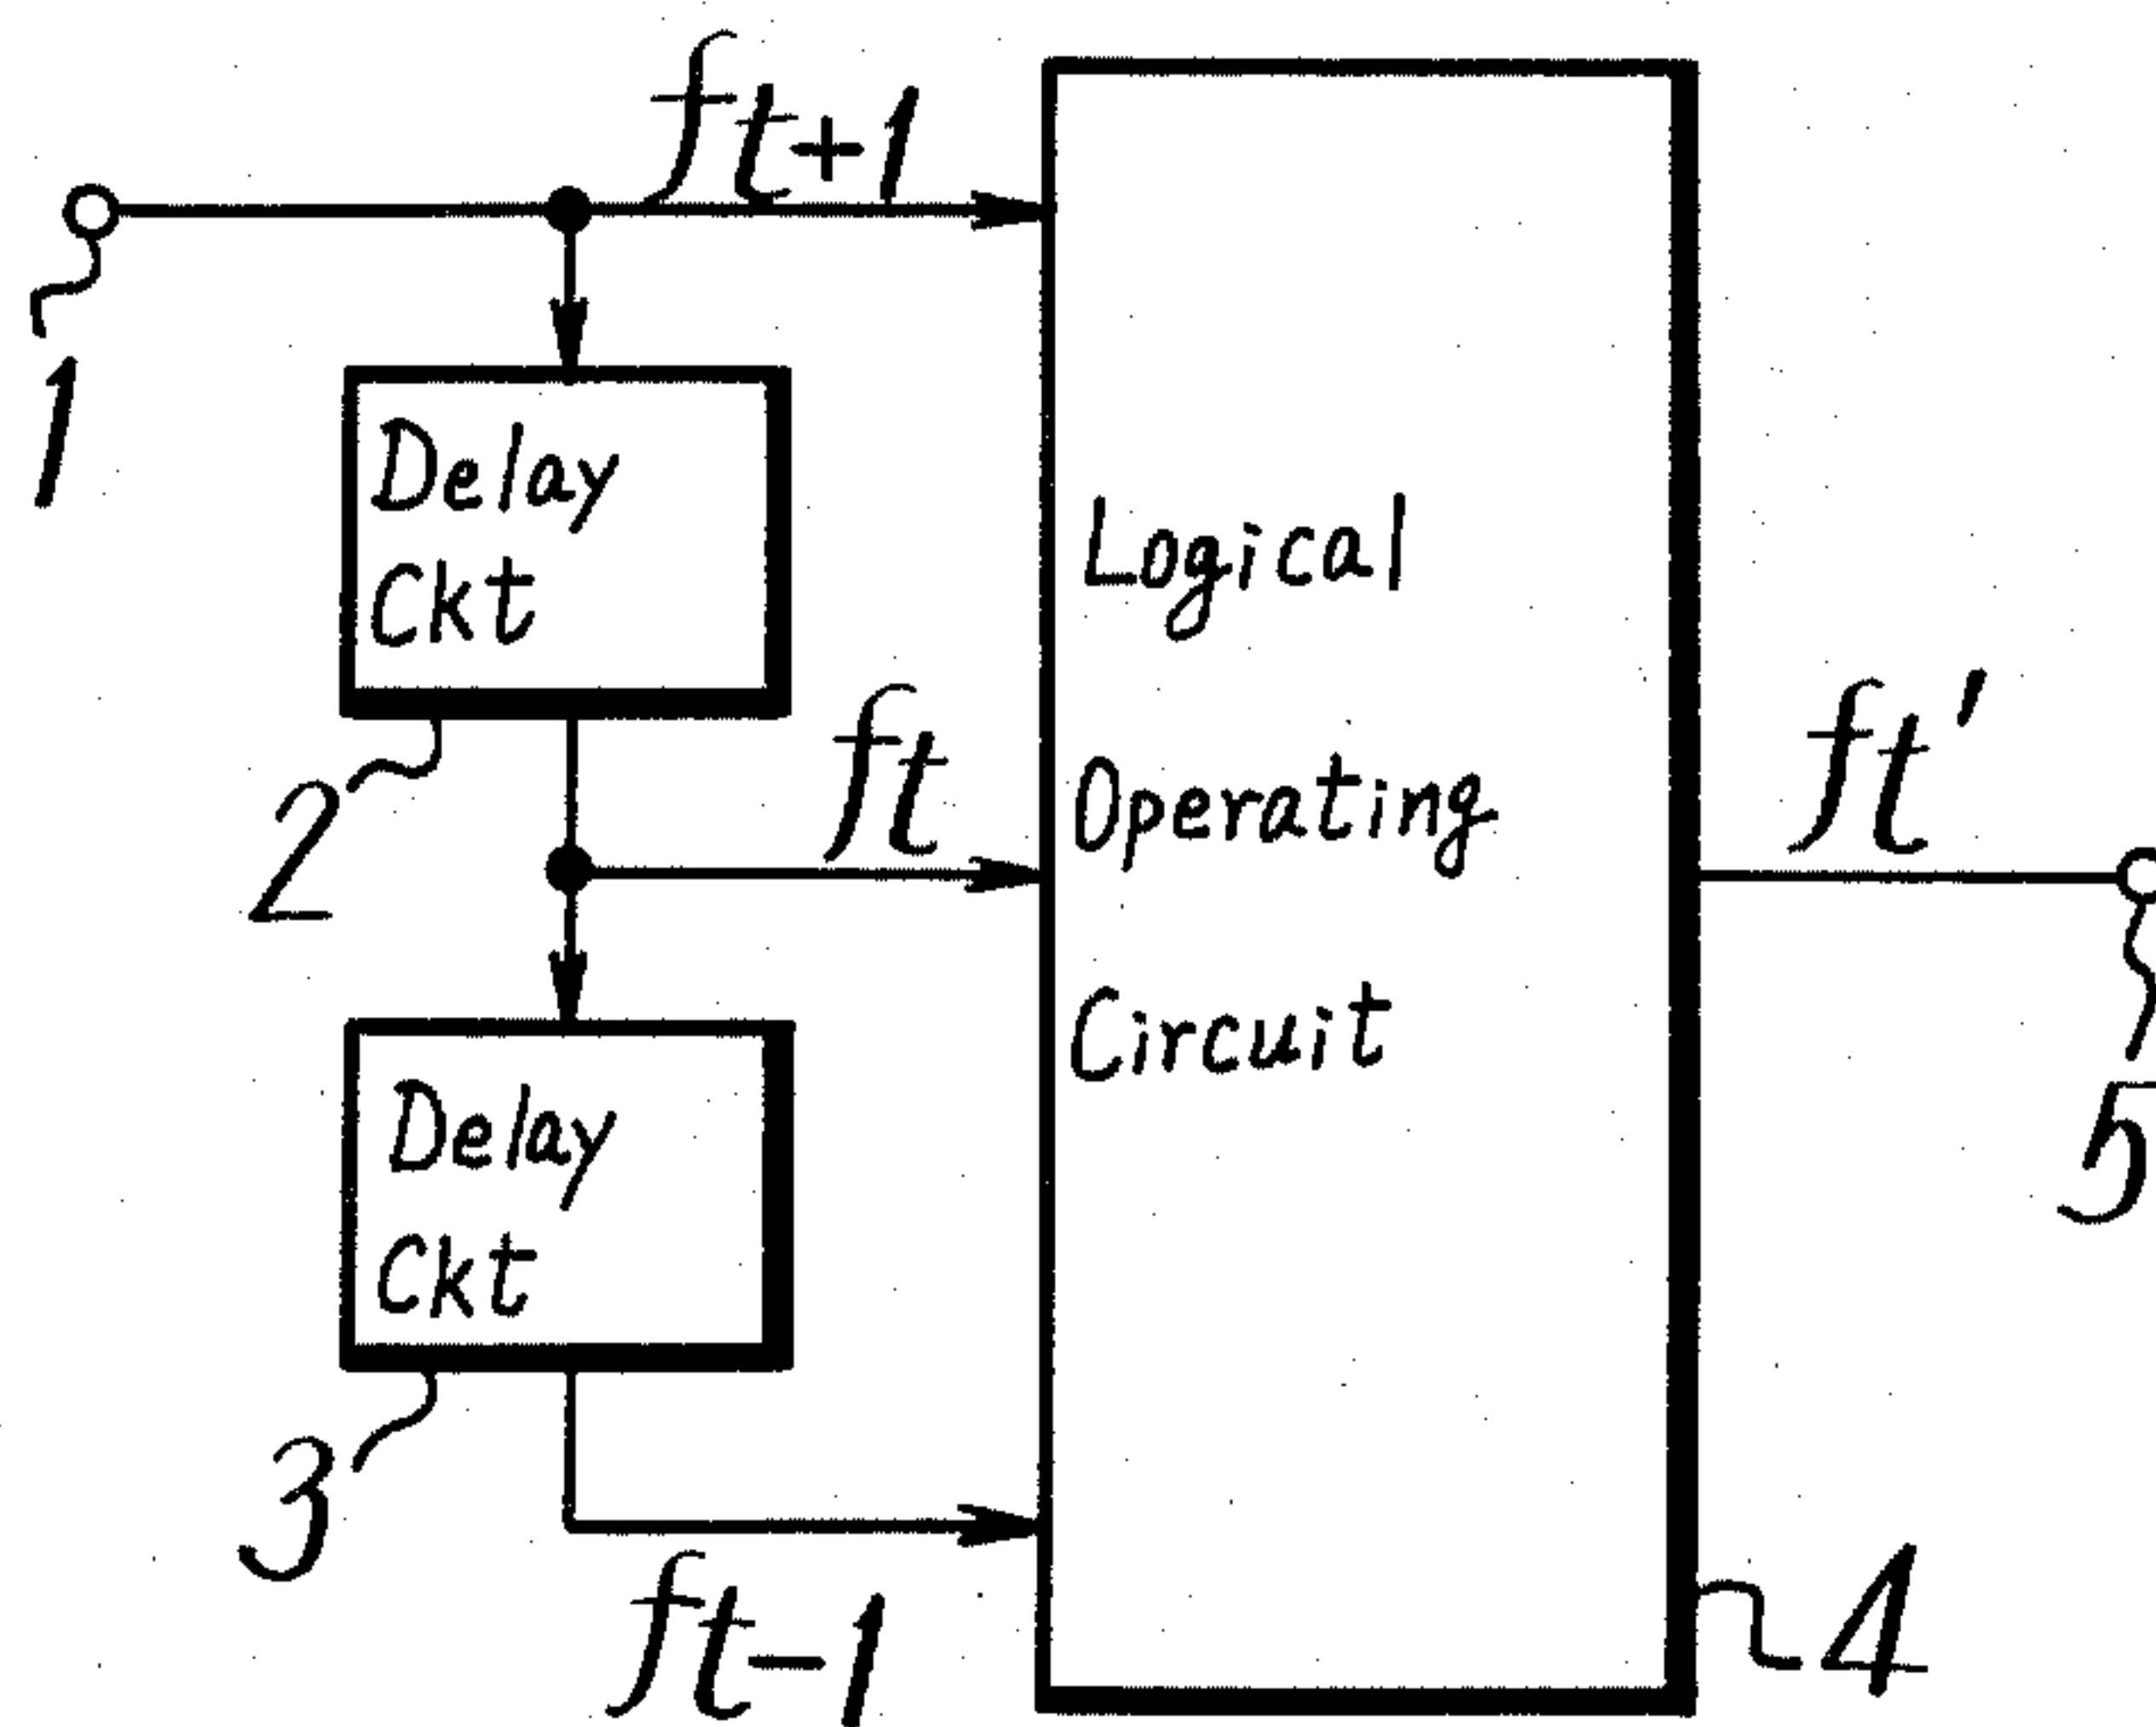 ft+1
1
Delay
Ckt
2
ft
Logical
Operating
Circuit
ft'
5
Delay
Ckt
3
ft-1
4